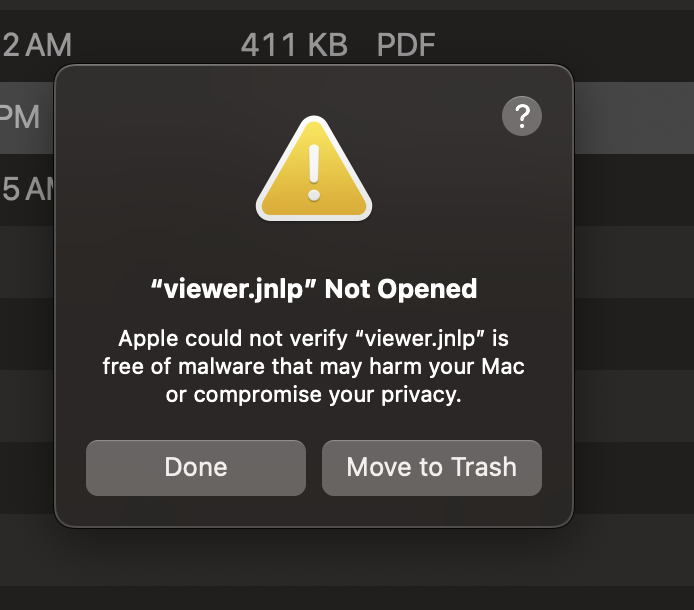 2 AM 411 KB PDF
?
PM
5 AM
“viewer.jnlp” Not Opened
Apple could not verify “viewer.jnlp” is
free of malware that may harm your Mac
or compromise your privacy.
Done Move to Trash